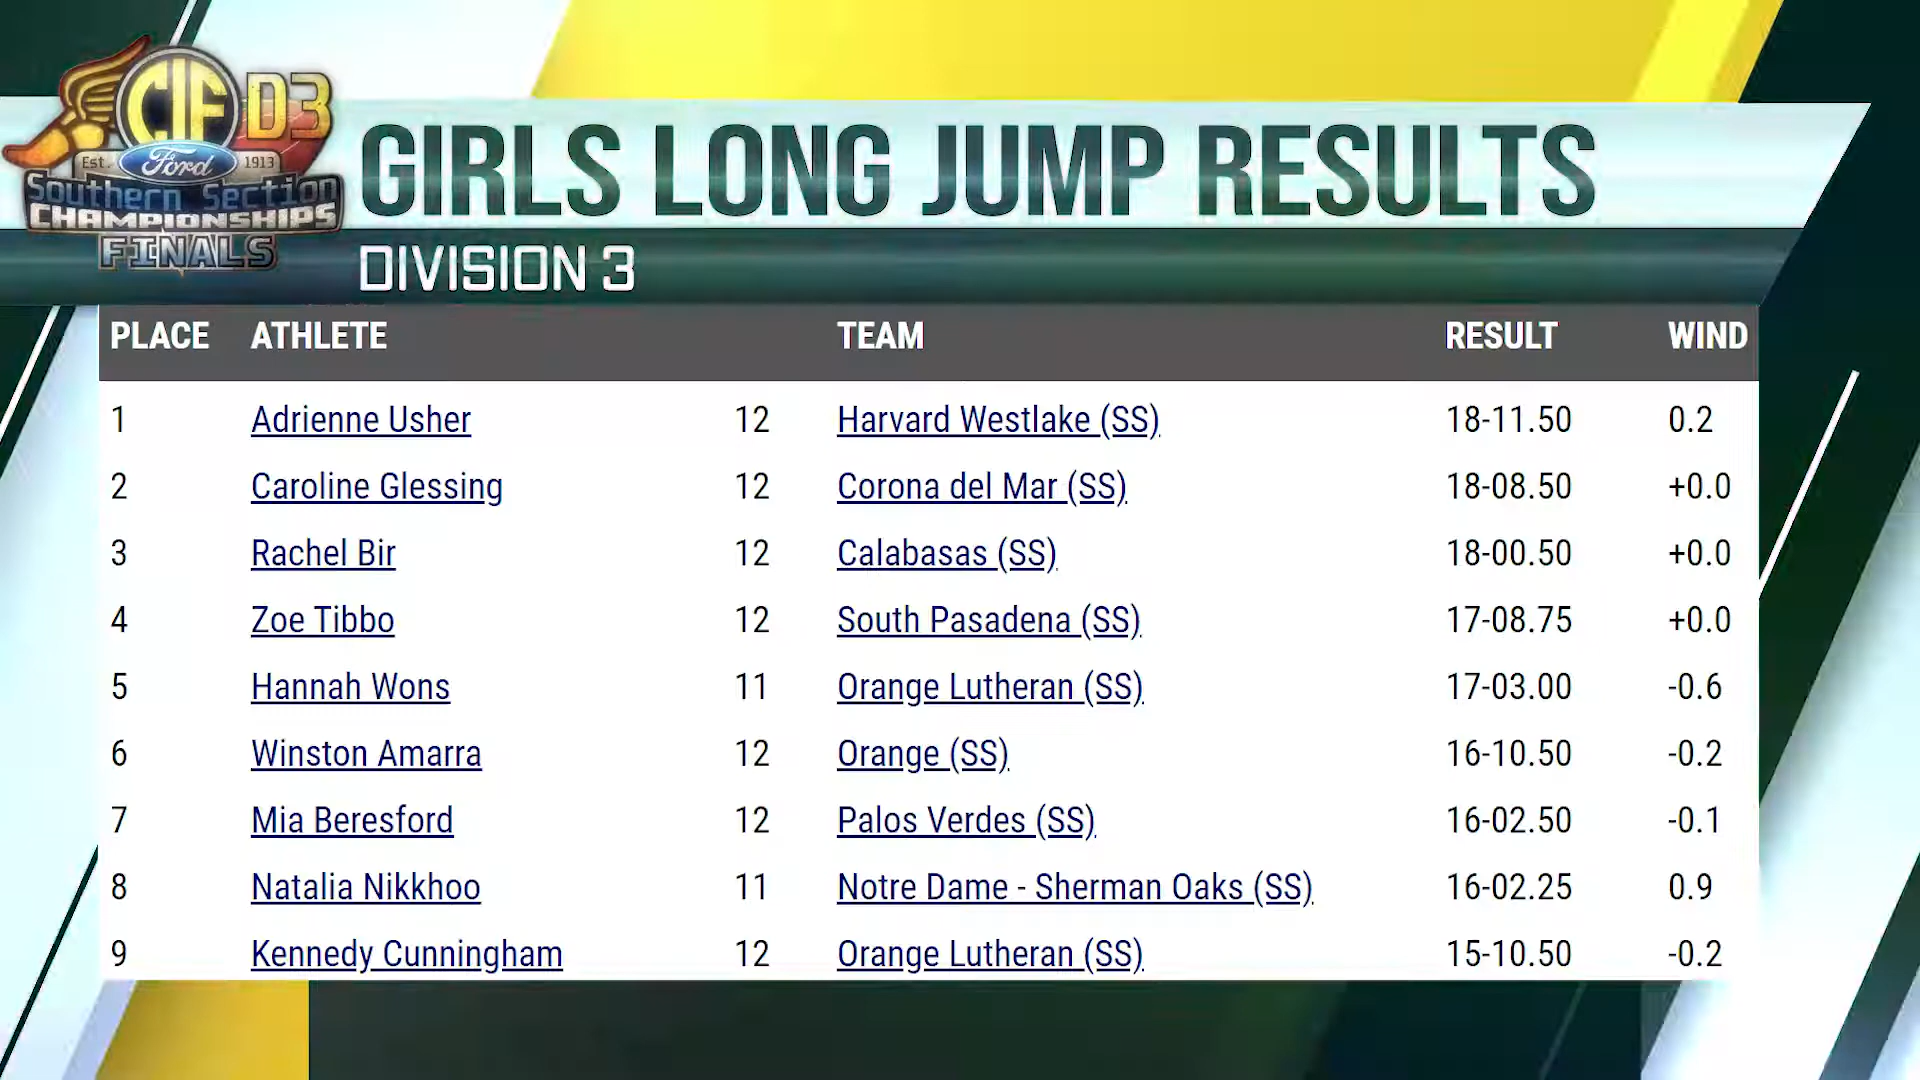 CIF D3
Est. Ford 1913
Southern Section
CHAMPIONSHIPS
FINALS
GIRLS LONG JUMP RESULTS
DIVISION 3
PLACE ATHLETE TEAM RESULT WIND
1 Adrienne Usher 12 Harvard Westlake (SS) 18-11.50 0.2
2 Caroline Glessing 12 Corona del Mar (SS) 18-08.50 +0.0
3 Rachel Bir 12 Calabasas (SS) 18-00.50 +0.0
4 Zoe Tibbo 12 South Pasadena (SS) 17-08.75 +0.0
5 Hannah Wons 11 Orange Lutheran (SS) 17-03.00 -0.6
6 Winston Amarra 12 Orange (SS) 16-10.50 -0.2
7 Mia Beresford 12 Palos Verdes (SS) 16-02.50 -0.1
8 Natalia Nikkhoo 11 Notre Dame - Sherman Oaks (SS) 16-02.25 0.9
9 Kennedy Cunningham 12 Orange Lutheran (SS) 15-10.50 -0.2